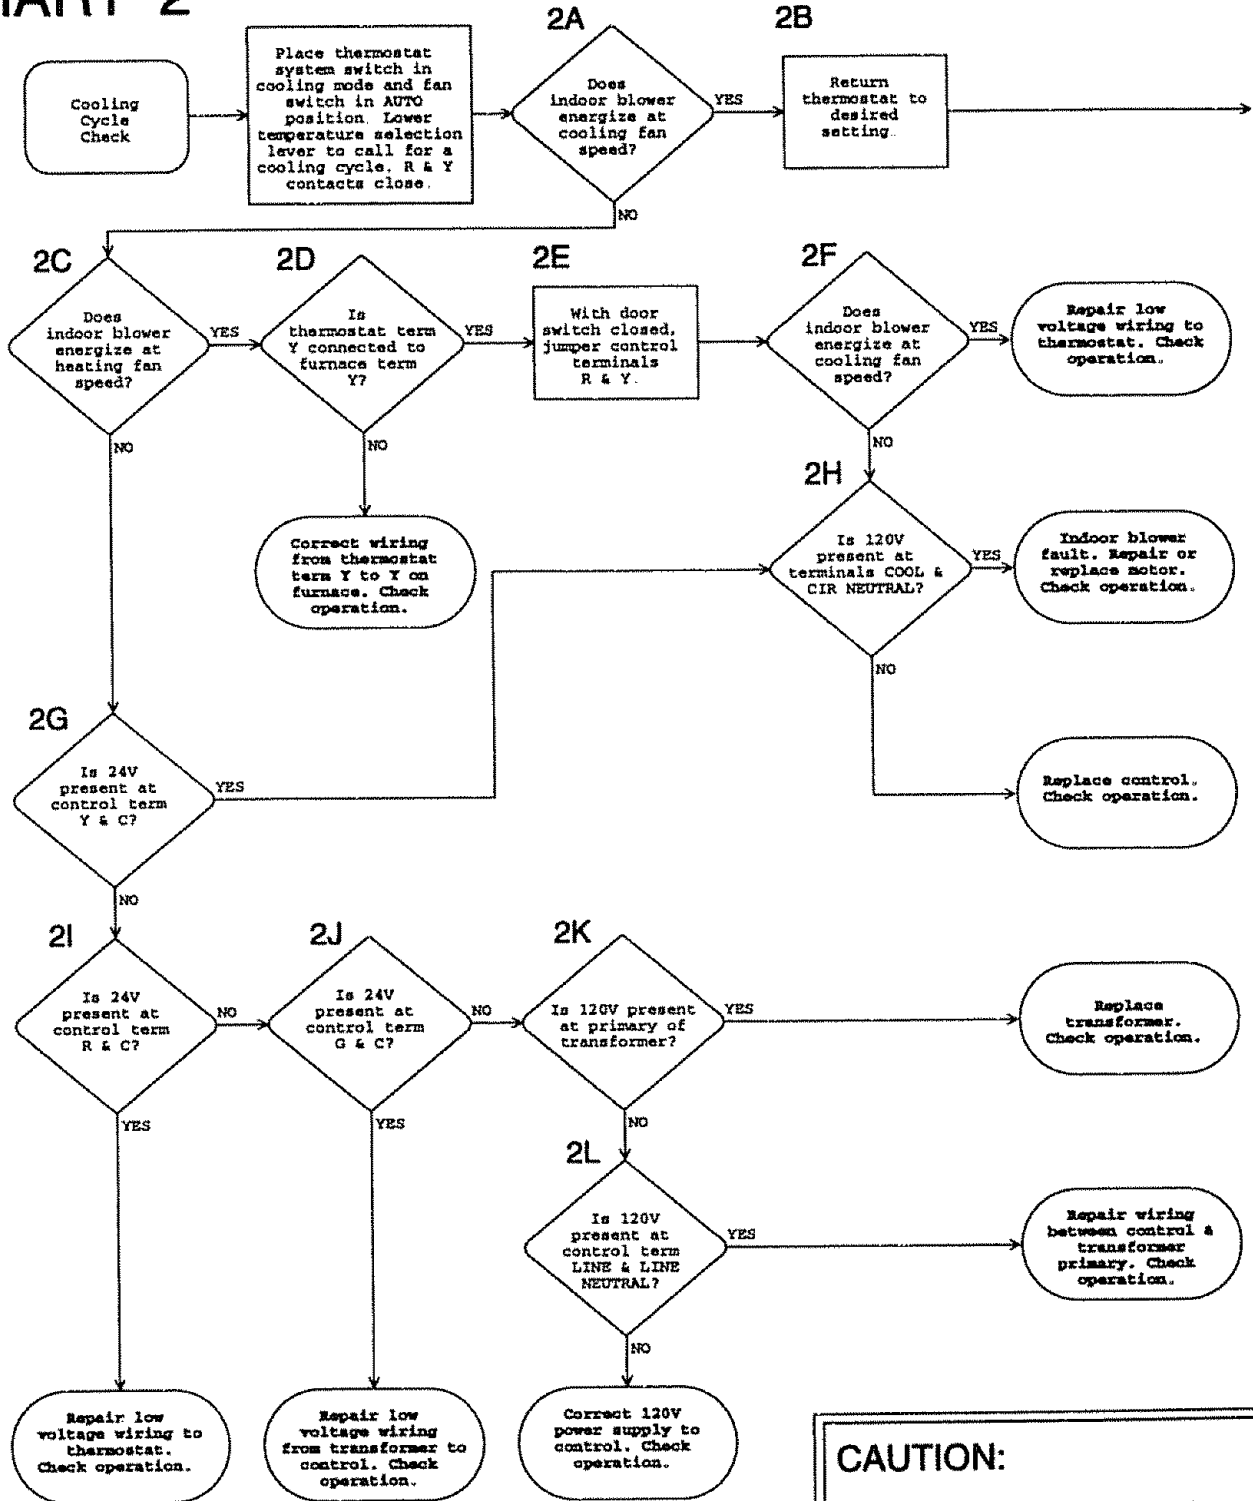 2
2A
2B
Cooling
Cycle
Check
Place thermostat
system switch in
cooling mode and fan
switch in AUTO
position. Lower
temperature selection
lever to call for a
cooling cycle. R & Y
contacts close.
Does
indoor blower
energize at
cooling fan
speed?
YES
Return
thermostat to
desired
setting.
NO
2C
2D
2E
2F
Does
indoor blower
energize at
heating fan
speed?
YES
Is
thermostat term
Y connected to
furnace term
Y?
YES
With door
switch closed,
jumper control
terminals
R & Y.
Does
indoor blower
energize at
cooling fan
speed?
YES
Repair low
voltage wiring to
thermostat. Check
operation.
NO
NO
NO
2H
Correct wiring
from thermostat
term Y to Y on
furnace. Check
operation.
Is 120V
present at
terminals COOL &
CIR NEUTRAL?
YES
Indoor blower
fault. Repair or
replace motor.
Check operation.
NO
2G
Is 24V
present at
control term
Y & C?
YES
Replace control.
Check operation.
NO
2I
2J
2K
Is 24V
present at
control term
R & C?
NO
Is 24V
present at
control term
G & C?
NO
Is 120V present
at primary of
transformer?
YES
Replace
transformer.
Check operation.
YES
YES
NO
2L
Is 120V
present at
control term
LINE & LINE
NEUTRAL?
YES
Repair wiring
between control &
transformer
primary. Check
operation.
NO
Repair low
voltage wiring to
thermostat.
Check operation.
Repair low
voltage wiring
from transformer to
control. Check
operation.
Correct 120V
power supply to
control. Check
operation.
CAUTION: